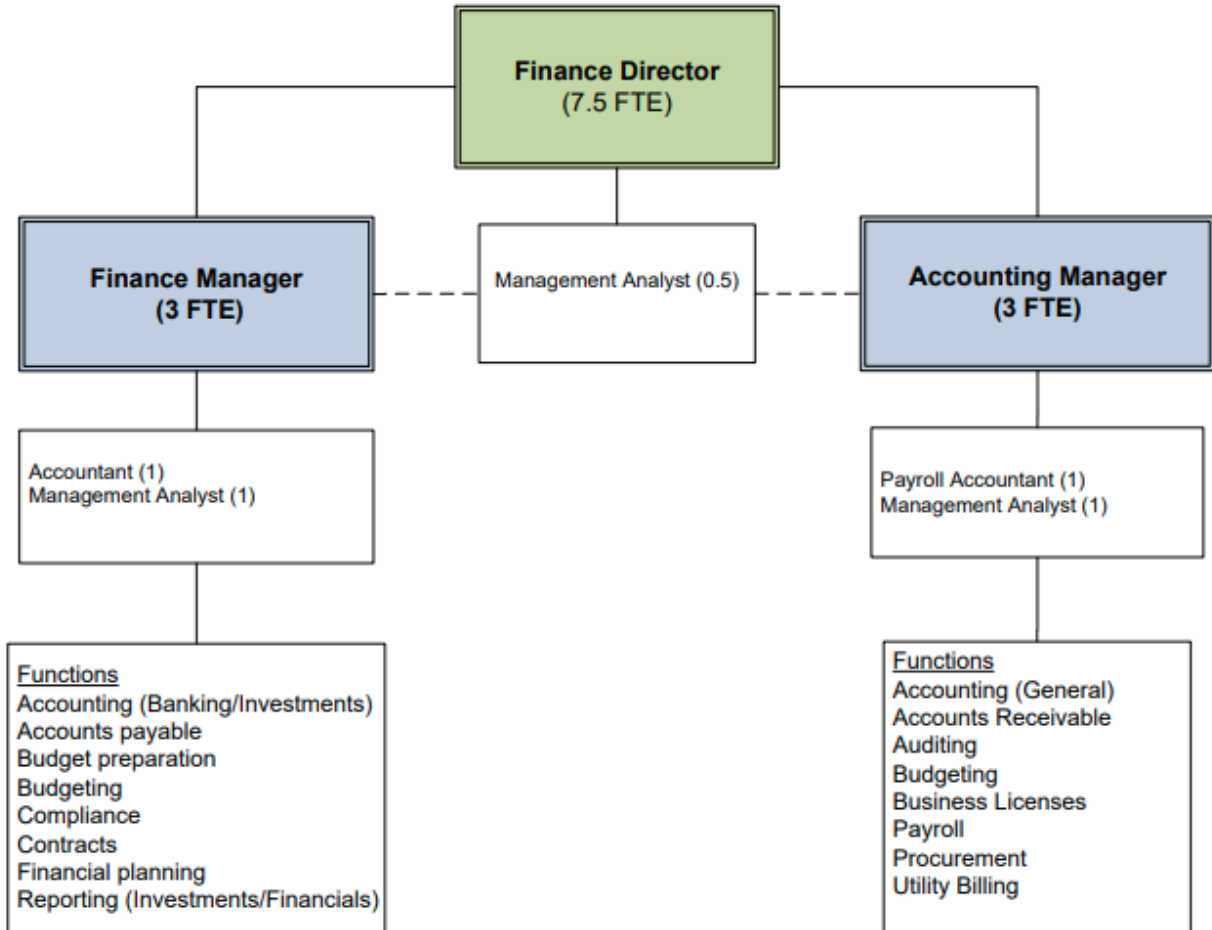 Finance Director
(7.5 FTE)
Finance Manager
(3 FTE)
Management Analyst (0.5)
Accounting Manager
(3 FTE)
Accountant (1)
Management Analyst (1)
Payroll Accountant (1)
Management Analyst (1)
Functions
Accounting (Banking/Investments)
Accounts payable
Budget preparation
Budgeting
Compliance
Contracts
Financial planning
Reporting (Investments/Financials)
Functions
Accounting (General)
Accounts Receivable
Auditing
Budgeting
Business Licenses
Payroll
Procurement
Utility Billing